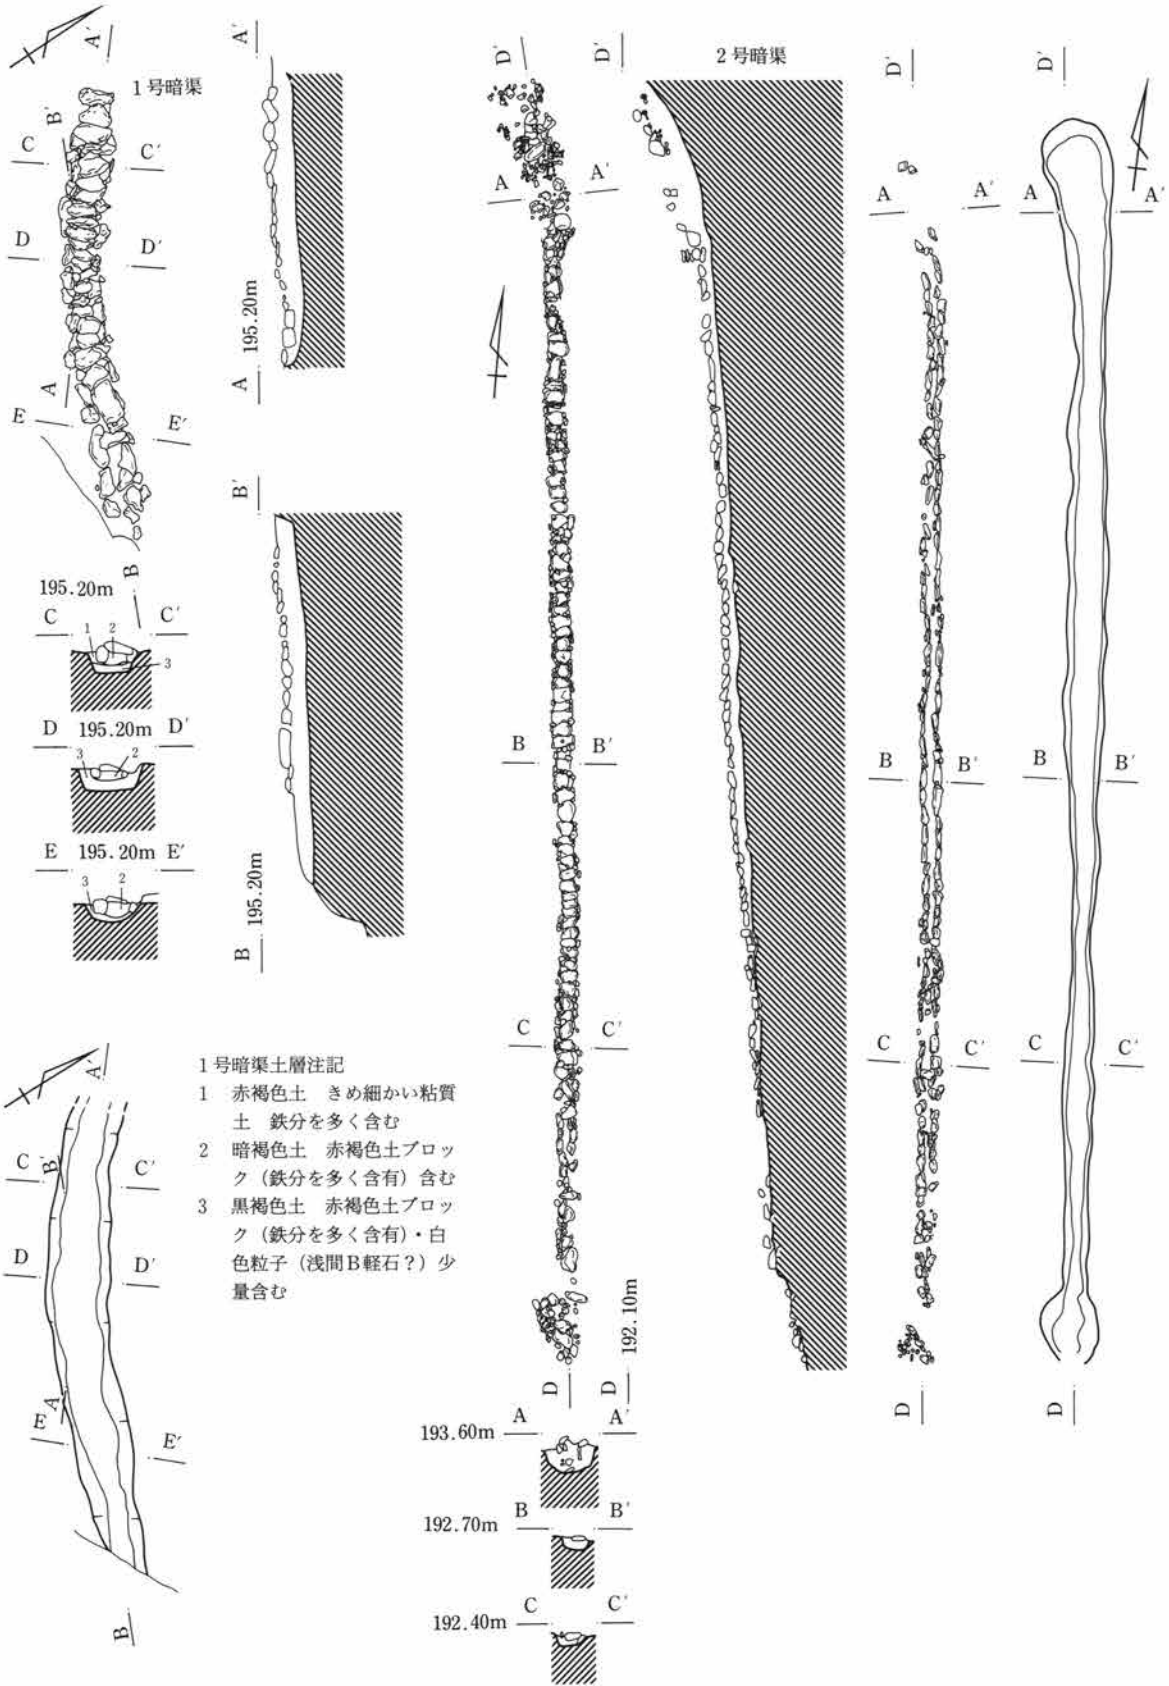 1号暗渠
A′
B′
C C′
D D′
A
E E′
B
195.20m
C C′
1 2
3
D 195.20m D′
3 2
E 195.20m E′
3 2
A′
195.20m
A
B′
195.20m
B
A′
C B′ C′
D D′
A
E E′
B
1号暗渠土層注記
1 赤褐色土 きめ細かい粘質
土 鉄分を多く含む
2 暗褐色土 赤褐色土ブロッ
ク（鉄分を多く含有）含む
3 黒褐色土 赤褐色土ブロッ
ク（鉄分を多く含有）・白
色粒子（浅間B軽石？）少
量含む
2号暗渠
D′
A A′
B B′
C C′
D
D′
192.10m
D
A A′
193.60m
B B′
192.70m
C C′
192.40m
D′
A A′
B B′
C C′
D
D′
A A′
B B′
C C′
D